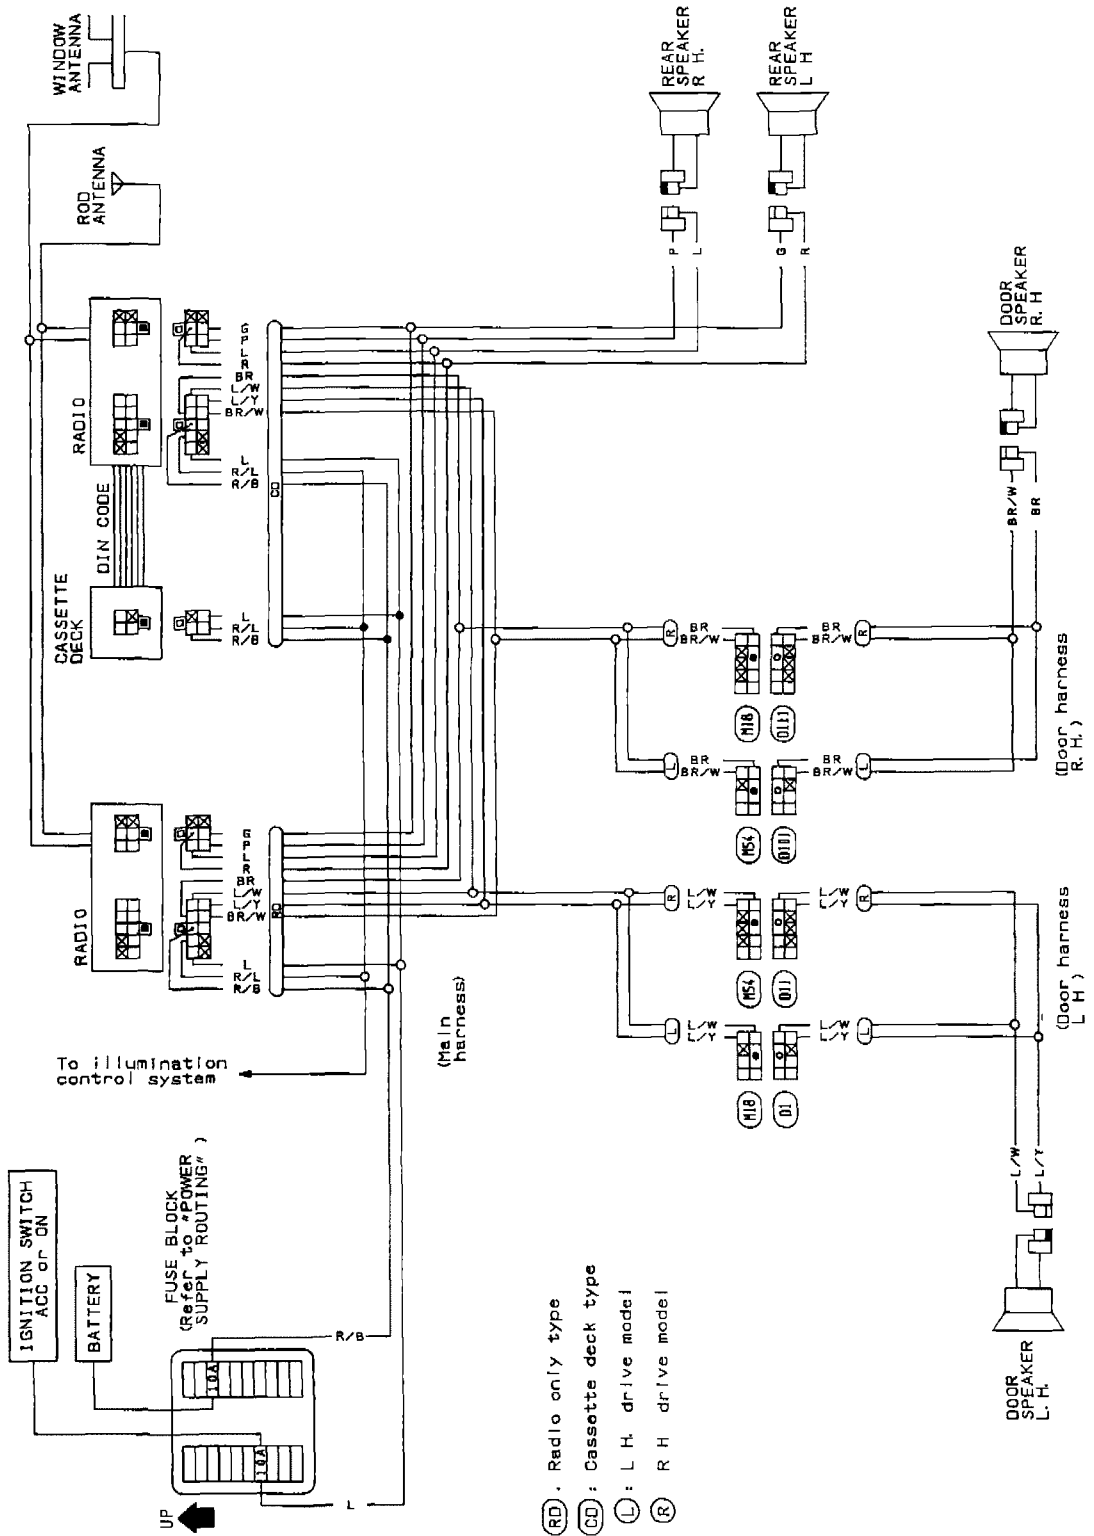 WINDOW
ANTENNA
ROD
ANTENNA
RADIO
DIN CODE
CASSETTE
DECK
RADIO
G
P
L
R
BR
L/W
L/Y
BR/W
L
R/L
R/B
CD
L
R/L
R/B
G
P
L
R
BR
L/W
L/Y
BR/W
L
R/L
R/B
RD
To illumination
control system
(Main
harness)
IGNITION SWITCH
ACC or ON
BATTERY
FUSE BLOCK
(Refer to "POWER
SUPPLY ROUTING" )
10A
10A
R/B
L
UP
REAR
SPEAKER
R H.
P
L
REAR
SPEAKER
L H
G
R
DOOR
SPEAKER
R. H
BR/W
BR
R
BR
BR/W
M18
D111
BR
BR/W
R
L
BR
BR/W
M54
D101
BR
BR/W
L
(Door harness
R. H.)
R
L/W
L/Y
M54
D11
L/W
L/Y
R
L
L/W
L/Y
M18
D1
L/W
L/Y
L
(Door harness
L H )
L/W
L/Y
DOOR
SPEAKER
L. H.
RD . Radio only type
CD : Cassette deck type
L : L H. drive model
R R H drive model